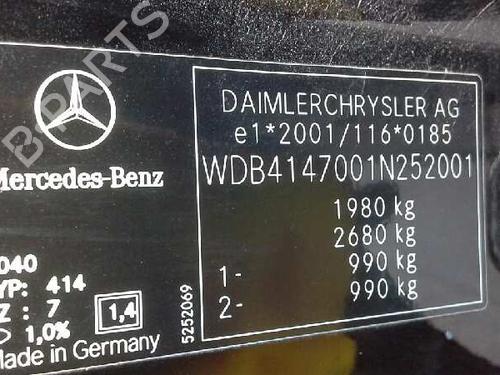 DAIMLERCHRYSLER AG
e1*2001/116*0185
WDB4147001N252001
1980 kg
2680 kg
1- 990 kg
2- 990 kg
Mercedes-Benz
040
YP: 414
Z : 7
1,4
1,0%
Made in Germany
5252069
B-PARTS